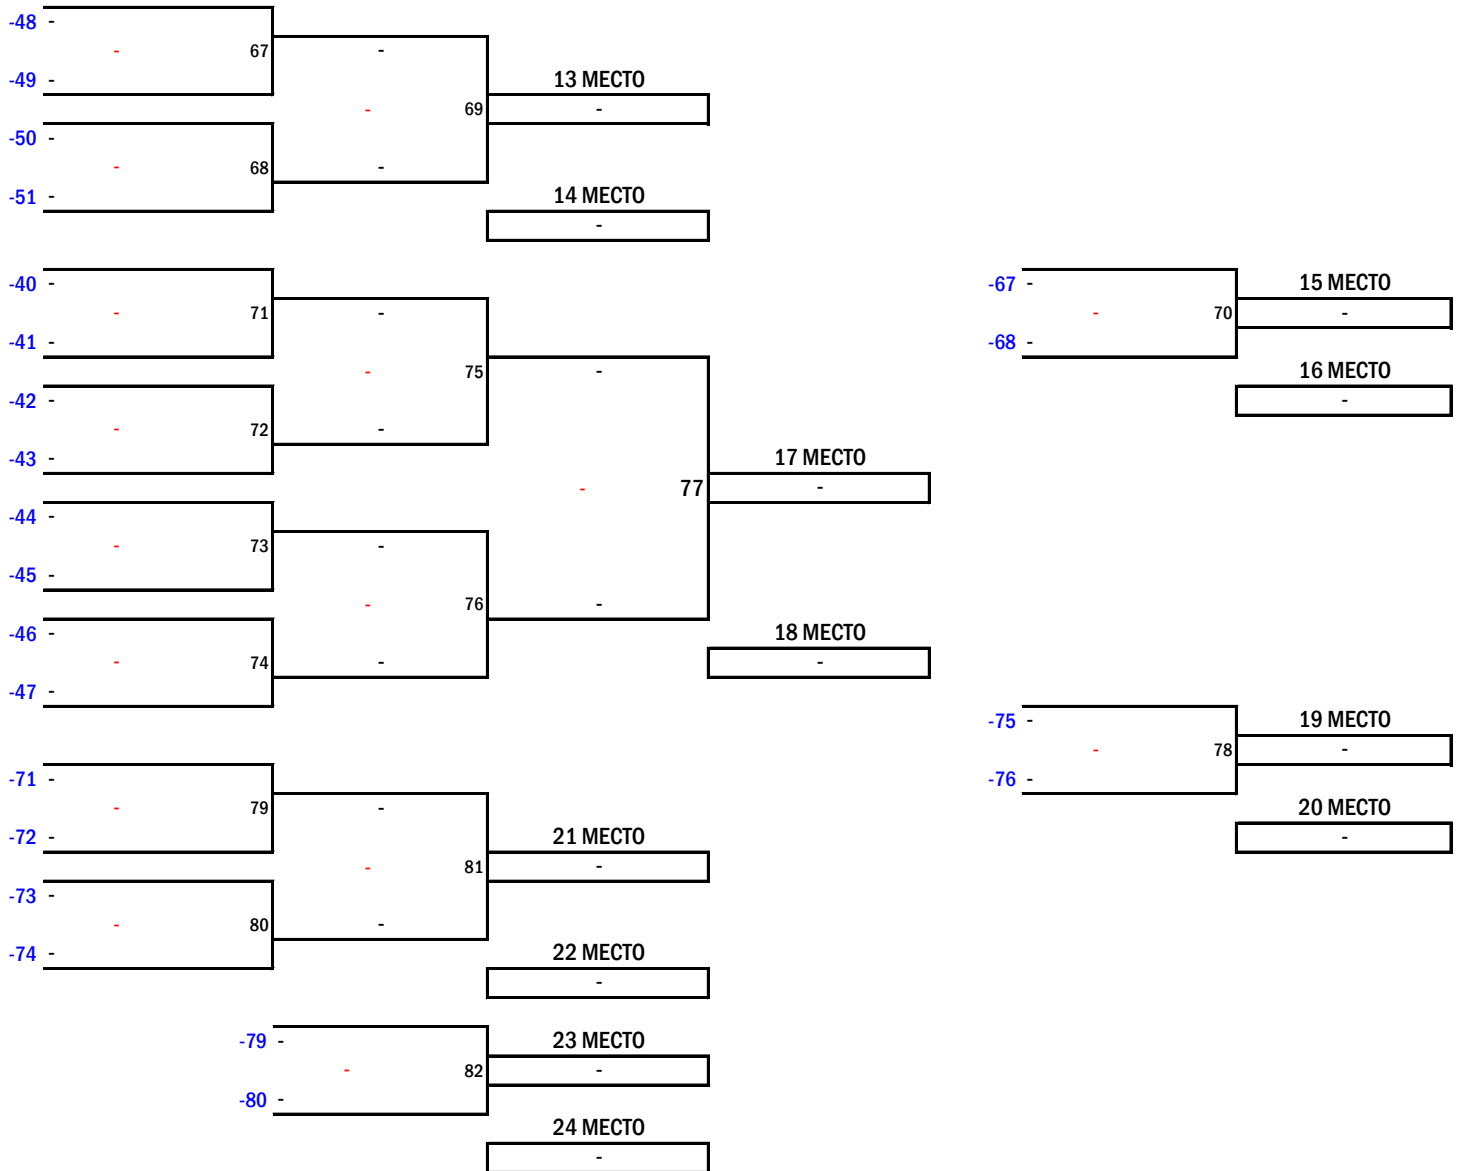 -48 -
- 67 -
-49 - 13 МЕСТО
- 69 -
-50 -
- 68 -
-51 - 14 МЕСТО
-
-40 - -67 - 15 МЕСТО
- 71 - - 70 -
-41 - -68 -
- 75 - 16 МЕСТО
-42 - -
- 72 -
-43 - 17 МЕСТО
- 77 -
-44 -
- 73 -
-45 -
- 76 -
-46 - 18 МЕСТО
- 74 - -
-47 -
-75 - 19 МЕСТО
- 78 -
-71 - -76 -
- 79 - 20 МЕСТО
-72 - 21 МЕСТО -
- 81 -
-73 -
- 80 -
-74 - 22 МЕСТО
-
-79 - 23 МЕСТО
- 82 -
-80 -
24 МЕСТО
-